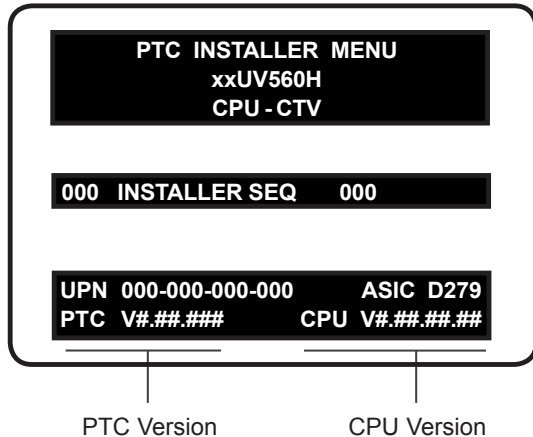 PTC INSTALLER MENU
xxUV560H
CPU - CTV
000 INSTALLER SEQ 000
UPN 000-000-000-000 ASIC D279
PTC V#.##.### CPU V#.##.##.##
PTC Version CPU Version